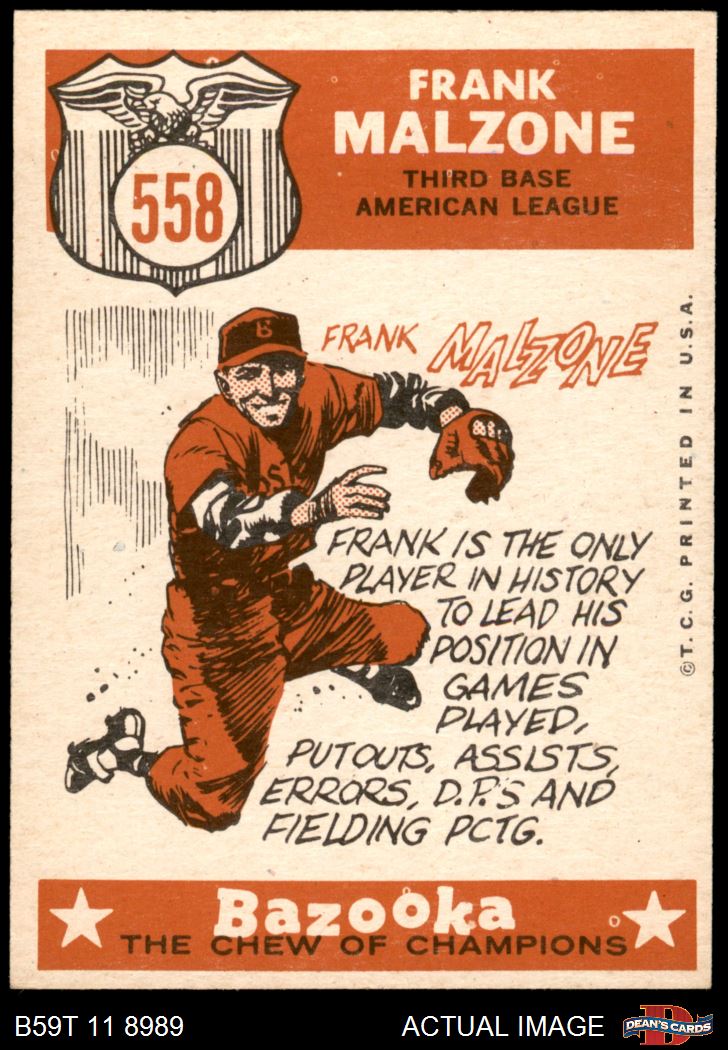 558
FRANK
MALZONE
THIRD BASE
AMERICAN LEAGUE
B
FRANK MALZONE
FRANK IS THE ONLY
PLAYER IN HISTORY
TO LEAD HIS
POSITION IN
GAMES
PLAYED,
PUTOUTS, ASSISTS,
ERRORS, D.P.'S AND
FIELDING PCTG.
©T.C.G. PRINTED IN U.S.A.
Bazooka
THE CHEW OF CHAMPIONS
B59T 11 8989
ACTUAL IMAGE
DEAN'S CARDS